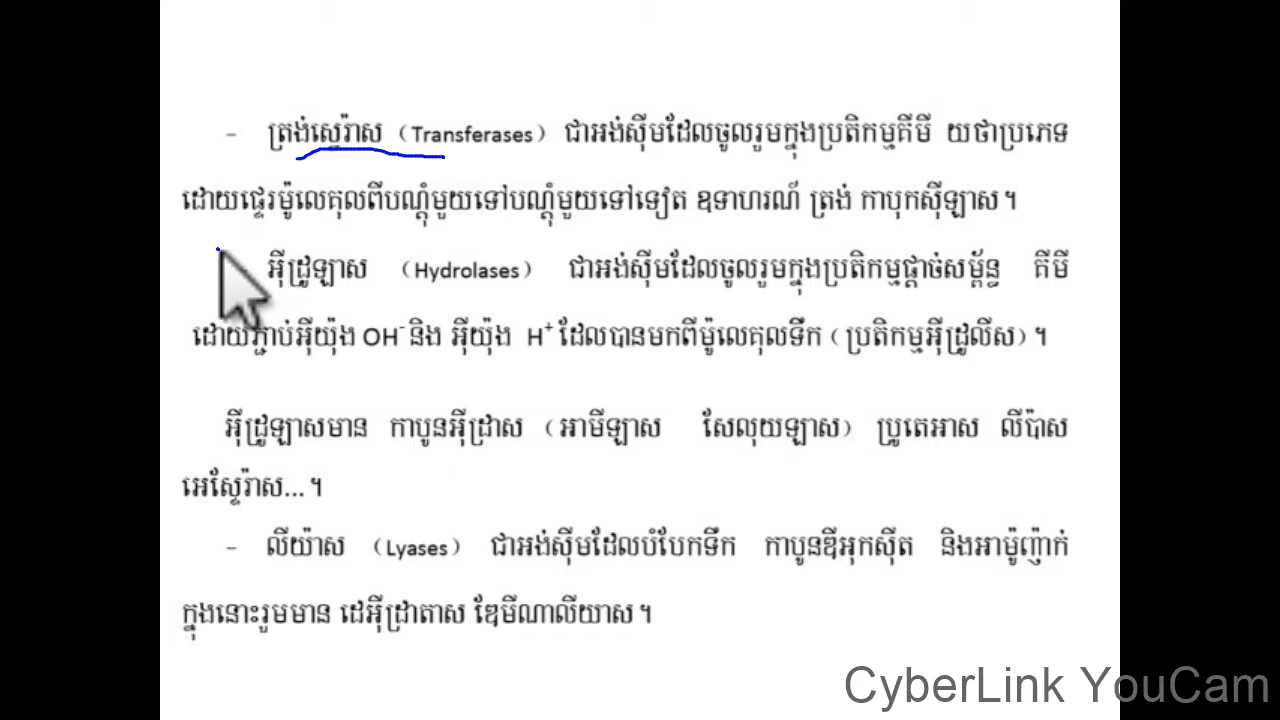 - ត្រង់ស្វេរ៉ាស (Transferases) ជាអង់ស៊ីមដែលចូលរួមក្នុងប្រតិកម្មគីមី យថាប្រភេទ
ដោយផ្ទេរម៉ូលេគុលពីបណ្តុំមួយទៅបណ្តុំមួយទៅទៀត ឧទាហរណ៍ ត្រង់ កាបុកស៊ីឡាស។
អ៊ីដ្រូឡាស (Hydrolases) ជាអង់ស៊ីមដែលចូលរួមក្នុងប្រតិកម្មផ្តាច់សម្ព័ន្ធ គីមី
ដោយភ្ជាប់អ៊ីយ៉ុង OH⁻ និង អ៊ីយ៉ុង H⁺ ដែលបានមកពីម៉ូលេគុលទឹក (ប្រតិកម្មអ៊ីដ្រូលីស)។
អ៊ីដ្រូឡាសមាន កាបូនអ៊ីដ្រាស (អាមីឡាស សែលុយឡាស) ប្រូតេអាស លីប៉ាស
អេស្ទែរ៉ាស...។
- លីយ៉ាស (Lyases) ជាអង់ស៊ីមដែលបំបែកទឹក កាបូនឌីអុកស៊ីត និងអាម៉ូញ៉ាក់
ក្នុងនោះរួមមាន ដេអ៊ីដ្រាតាស ឌែមីណាលីយាស។
CyberLink YouCam